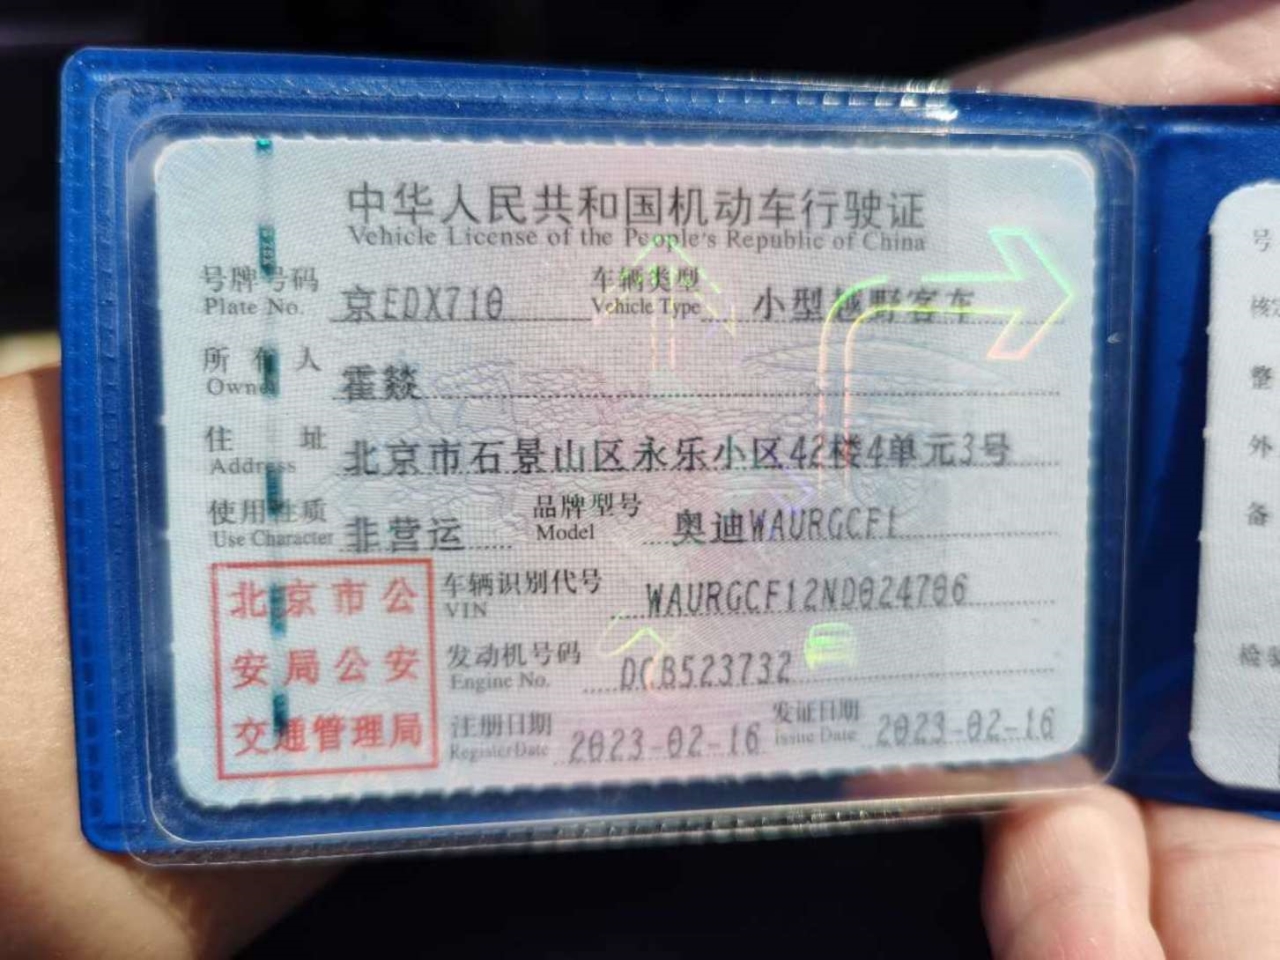 中华人民共和国机动车行驶证
Vehicle License of the People's Republic of China
号牌号码 京EDX710 车辆类型 小型越野客车
Plate No. Vehicle Type
所有人 霍燚
Owner
住址 北京市石景山区永乐小区42楼4单元3号
Address
使用性质 非营运 品牌型号 奥迪WAURGCF1
Use Character Model
北京市公
安局公安
交通管理局
车辆识别代号 WAURGCF12ND024706
VIN
发动机号码 DCB523732
Engine No.
注册日期 2023-02-16 发证日期 2023-02-16
Register Date Issue Date
号
核定
整
外
备
检验